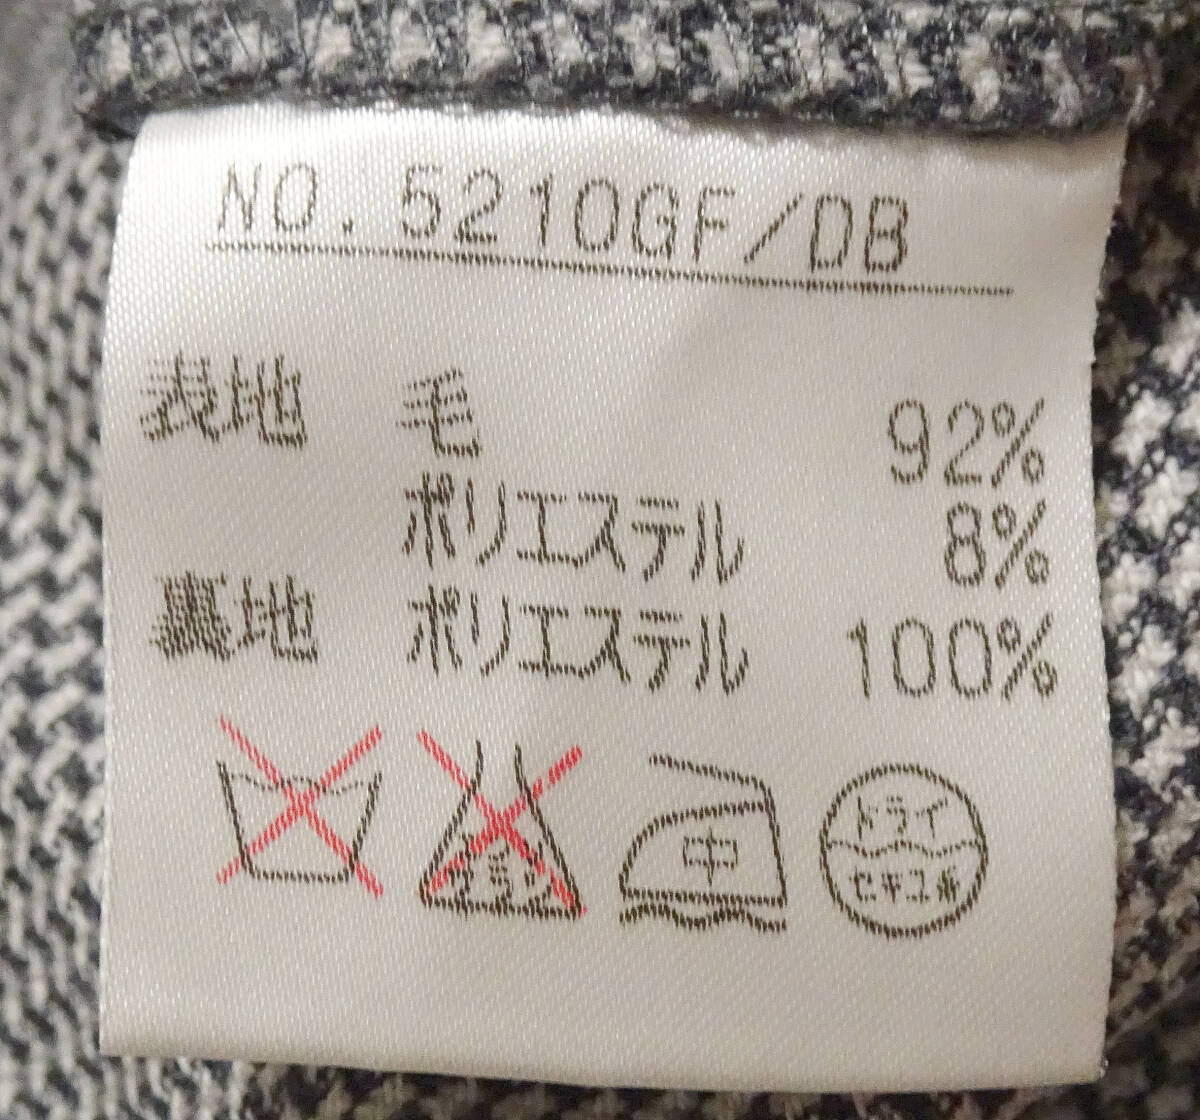 NO. 5210GF/DB
表地 毛 92%
ポリエステル 8%
裏地 ポリエステル 100%
中
ドライ
セキユ系